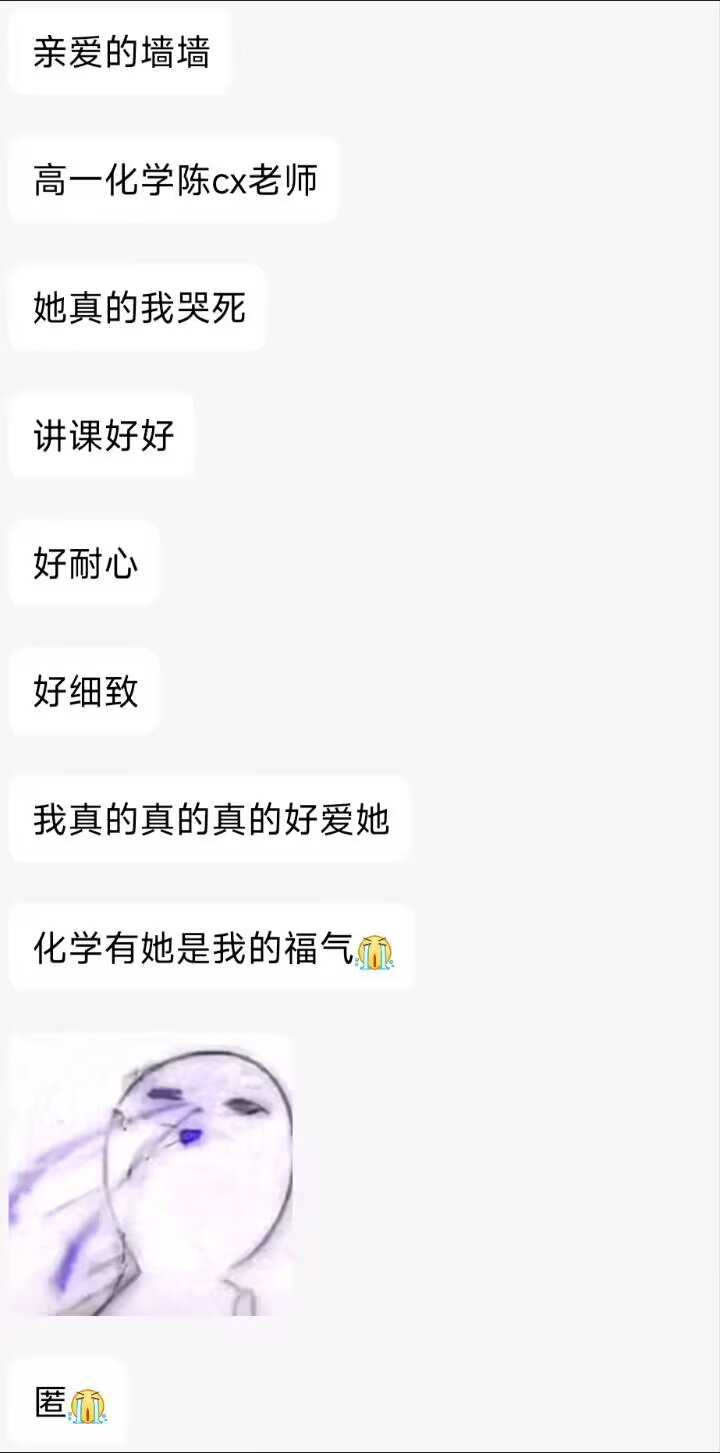 亲爱的墙墙
高一化学陈cx老师
她真的我哭死
讲课好好
好耐心
好细致
我真的真的真的好爱她
化学有她是我的福气😭
匿😭